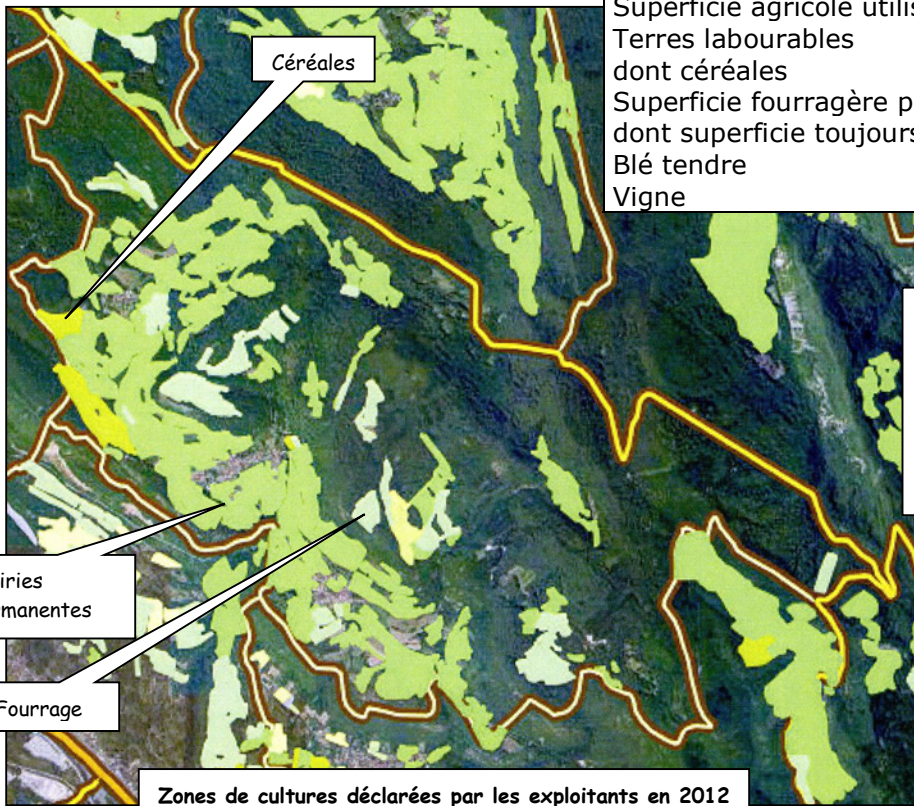 Superficie agricole utilis
Terres labourables
dont céréales
Superficie fourragère p
dont superficie toujours
Blé tendre
Vigne
Céréales
iries
manentes
Fourrage
Zones de cultures déclarées par les exploitants en 2012